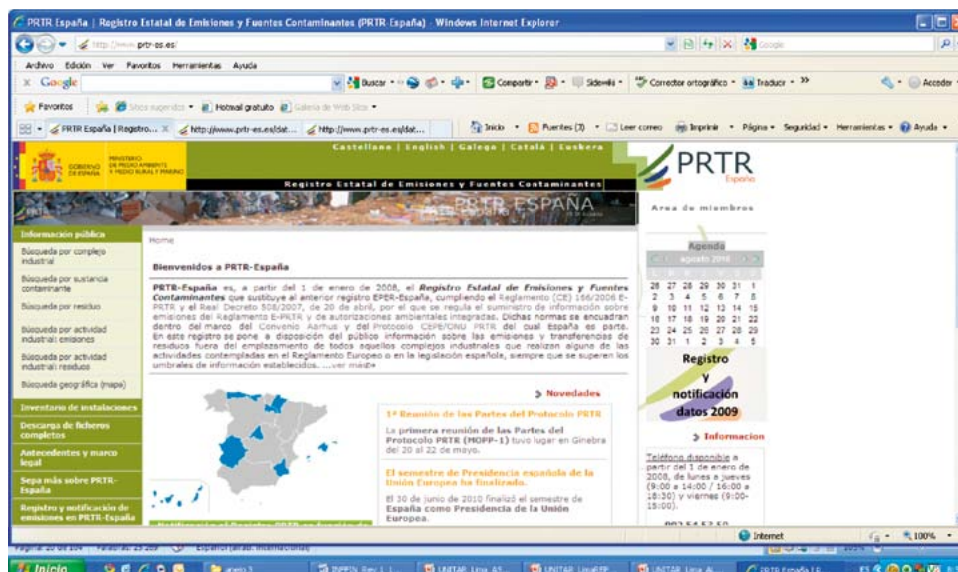 PRTR España | Registro Estatal de Emisiones y Fuentes Contaminantes (PRTR-España) - Windows Internet Explorer
http://www.prtr-es.es/
Google
Archivo Edición Ver Favoritos Herramientas Ayuda
x Google Buscar Compartir Sidewiki Corrector ortográfico Traducir » Acceder
Favoritos Sitios sugeridos Hotmail gratuito Galería de Web Slice
PRTR España | Registro... X http://www.prtr-es.es/dat... http://www.prtr-es.es/dat... Inicio Fuentes (3) Leer correo Imprimir Página Seguridad Herramientas Ayuda
GOBIERNO DE ESPAÑA
MINISTERIO DE MEDIO AMBIENTE Y MEDIO RURAL Y MARINO
Castellano | English | Galego | Català | Euskera
Registro Estatal de Emisiones y Fuentes Contaminantes
PRTR ESPAÑA
PRTR
España
Información pública
Búsqueda por complejo
industrial
Búsqueda por sustancia
contaminante
Búsqueda por residuo
Búsqueda por actividad
industrial: emisiones
Búsqueda por actividad
industrial: residuos
Búsqueda geográfica (mapa)
Inventario de instalaciones
Descarga de ficheros
completos
Antecedentes y marco
legal
Sepa más sobre PRTR-
España
Registro y notificación de
emisiones en PRTR-España
Home
Bienvenidos a PRTR-España
PRTR-España es, a partir del 1 de enero de 2008, el Registro Estatal de Emisiones y Fuentes
Contaminantes que sustituye al anterior registro EPER-España, cumpliendo el Reglamento (CE) 166/2006 E-
PRTR y el Real Decreto 508/2007, de 20 de abril, por el que se regula el suministro de información sobre
emisiones del Reglamento E-PRTR y de autorizaciones ambientales integradas. Dichas normas se encuadran
dentro del marco del Convenio Aarhus y del Protocolo CEPE/ONU PRTR del cual España es parte.
En este registro se pone a disposición del público información sobre las emisiones y transferencias de
residuos fuera del emplazamiento de todos aquellos complejos industriales que realizan alguna de las
actividades contempladas en el Reglamento Europeo o en la legislación española, siempre que se superen los
umbrales de información establecidos. ...ver más»
Novedades
1ª Reunión de las Partes del Protocolo PRTR
La primera reunión de las Partes del
Protocolo PRTR (MOPP-1) tuvo lugar en Ginebra
del 20 al 22 de mayo.
El semestre de Presidencia española de la
Unión Europea ha finalizado.
El 30 de junio de 2010 finalizó el semestre de
España como Presidencia de la Unión
Europea.
Area de miembros
Agenda
agosto 2010
L M X J V S D
26 27 28 29 30 31 1
2 3 4 5 6 7 8
9 10 11 12 13 14 15
16 17 18 19 20 21 22
23 24 25 26 27 28 29
30 31 1 2 3 4 5
Registro
y
notificación
datos 2009
Informacion
Teléfono disponible a
partir del 1 de enero de
2008, de lunes a jueves
(9:00 a 14:00 / 16:00 a
18:30) y viernes (9:00-
15:00).
Internet 100%
Español (alfab. internacional)
Inicio